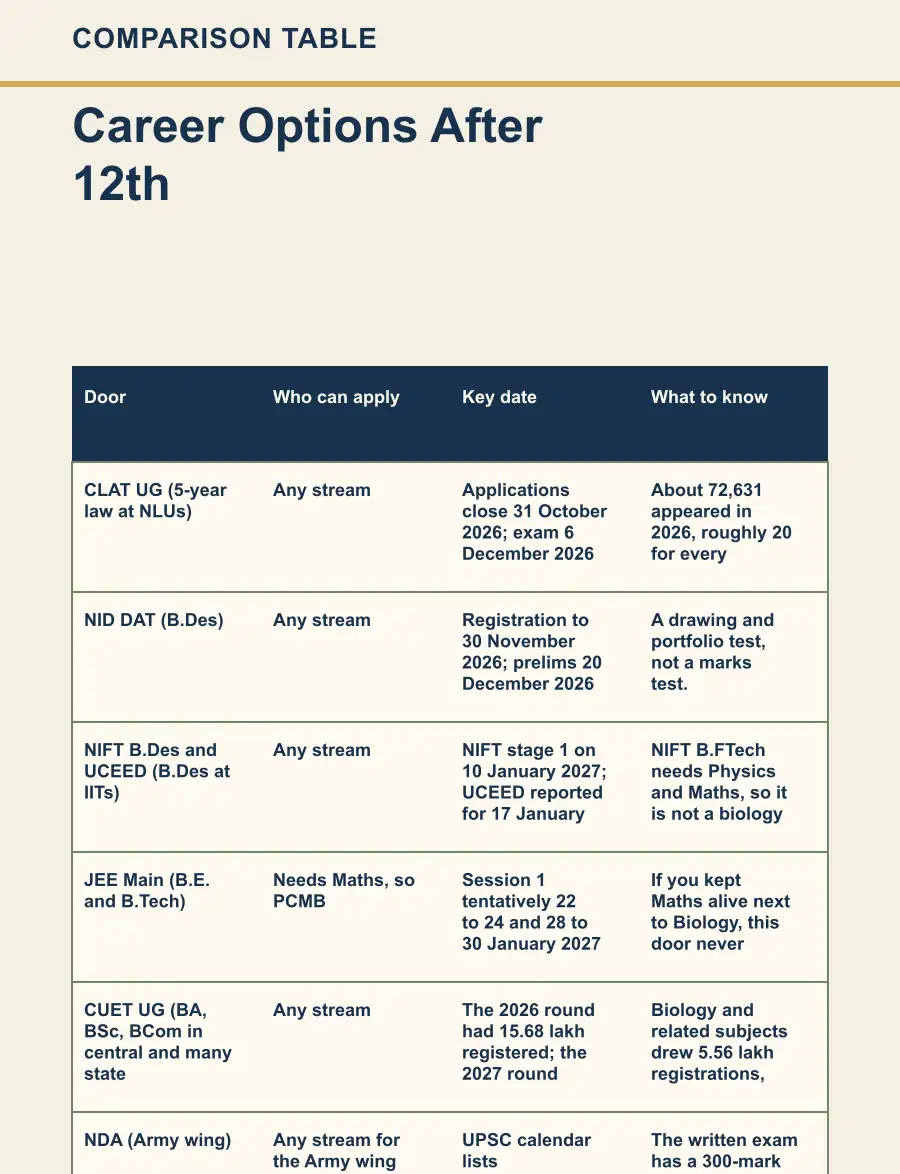 COMPARISON TABLE
Career Options After
12th
Door
Who can apply
Key date
What to know
CLAT UG (5-year
law at NLUs)
Any stream
Applications
close 31 October
2026; exam 6
December 2026
About 72,631
appeared in
2026, roughly 20
for every
NID DAT (B.Des)
Any stream
Registration to
30 November
2026; prelims 20
December 2026
A drawing and
portfolio test,
not a marks
test.
NIFT B.Des and
UCEED (B.Des at
IITs)
Any stream
NIFT stage 1 on
10 January 2027;
UCEED reported
for 17 January
NIFT B.FTech
needs Physics
and Maths, so it
is not a biology
JEE Main (B.E.
and B.Tech)
Needs Maths, so
PCMB
Session 1
tentatively 22
to 24 and 28 to
30 January 2027
If you kept
Maths alive next
to Biology, this
door never
CUET UG (BA,
BSc, BCom in
central and many
state
Any stream
The 2026 round
had 15.68 lakh
registered; the
2027 round
Biology and
related subjects
drew 5.56 lakh
registrations,
NDA (Army wing)
Any stream for
the Army wing
UPSC calendar
lists
The written exam
has a 300-mark